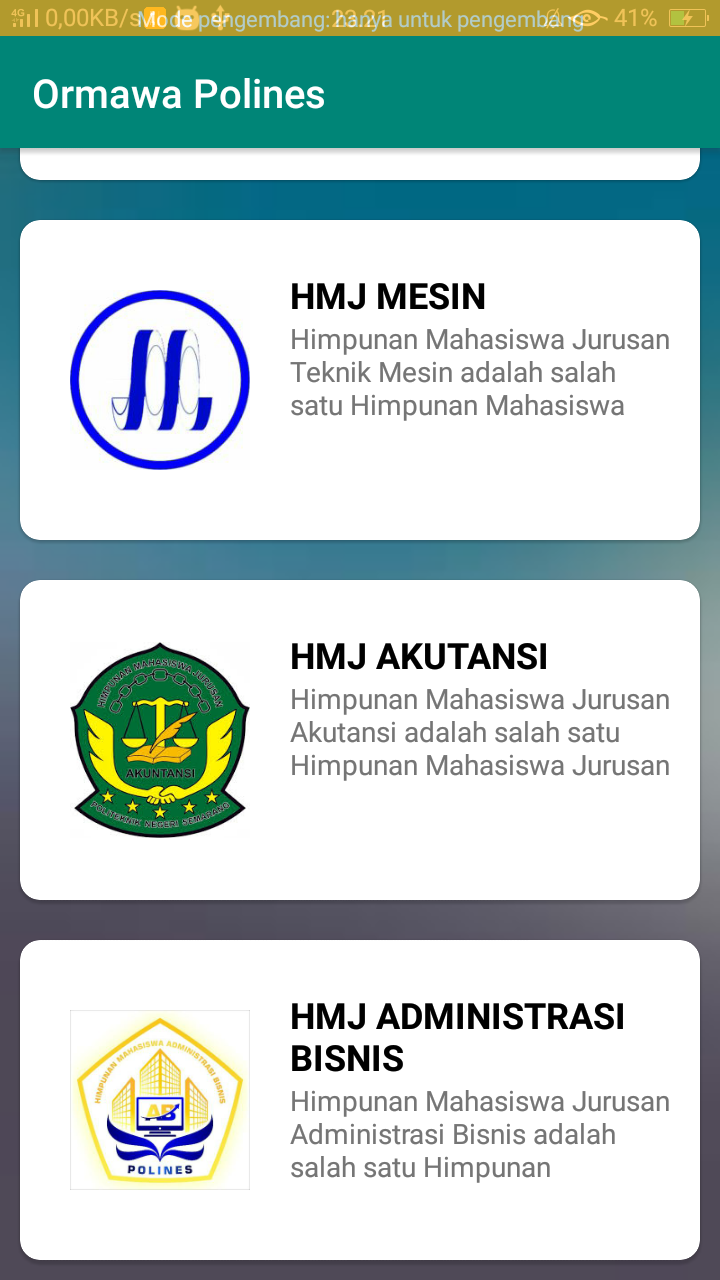 4G 0,00KB/s 23:21 41%
Mode pengembang: hanya untuk pengembang
Ormawa Polines
HMJ MESIN
Himpunan Mahasiswa Jurusan
Teknik Mesin adalah salah
satu Himpunan Mahasiswa
HIMPUNAN MAHASISWA JURUSAN
AKUNTANSI
POLITEKNIK NEGERI SEMARANG
HMJ AKUTANSI
Himpunan Mahasiswa Jurusan
Akutansi adalah salah satu
Himpunan Mahasiswa Jurusan
HIMPUNAN MAHASISWA ADMINISTRASI BISNIS
AB
POLINES
HMJ ADMINISTRASI
BISNIS
Himpunan Mahasiswa Jurusan
Administrasi Bisnis adalah
salah satu Himpunan